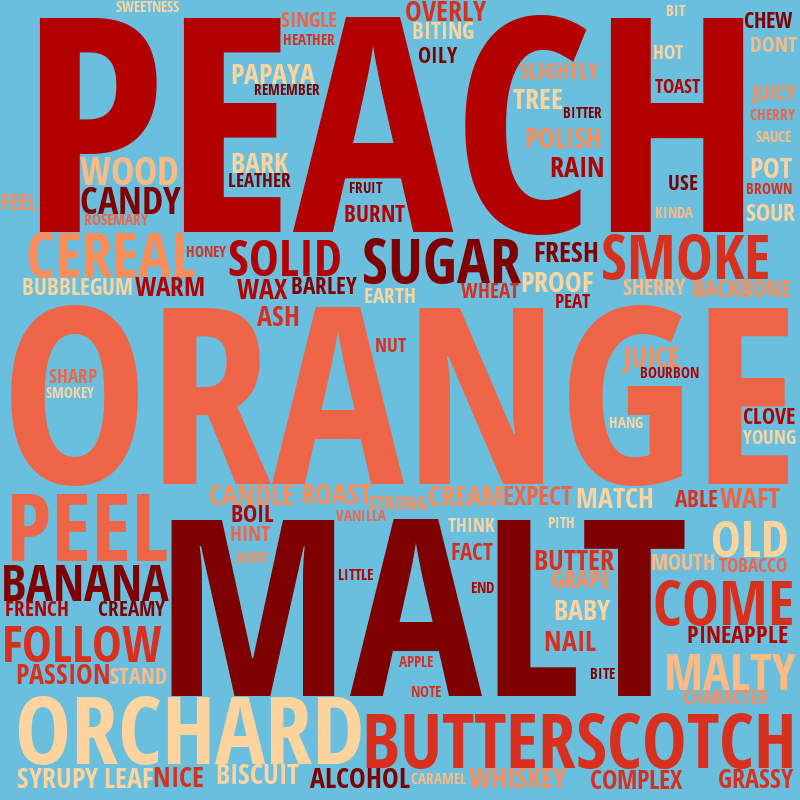 SWEETNESS
SINGLE
OVERLY
BIT
CHEW
HEATHER
BITING
DONT
PEACH
OILY
HOT
PAPAYA
REMEMBER
SLIGHTLY
TOAST
TREE
JUICY
BITTER
CHERRY
POLISH
SAUCE
WOOD
BARK
RAIN
POT
LEATHER
FRUIT
USE
BROWN
FEEL
CANDY
ROSEMARY
BURNT
KINDA
SOUR
CEREAL
HONEY
SOLID
SUGAR
FRESH
SMOKE
BUBBLEGUM
WARM
WAX
BARLEY
EARTH
WHEAT
PROOF
PEAT
SHERRY
BACKBONE
ASH
ORANGE
NUT
JUICE
BOURBON
SHARP
SMOKEY
HANG
CLOVE
YOUNG
CANDLE
ROAST
STRONG
CREAM
EXPECT
MATCH
ABLE
WAFT
PEEL
BOIL
VANILLA
THINK
PITH
OLD
HINT
MINT
MALT
FACT
BUTTER
MOUTH
TOBACCO
BANANA
LITTLE
END
GRAPE
COME
FRENCH
CREAMY
BABY
FOLLOW
NAIL
PINEAPPLE
PASSION
STAND
APPLE
NOTE
BITE
MALTY
CHARACTER
ORCHARD
BUTTERSCOTCH
SYRUPY
LEAF
NICE
BISCUIT
ALCOHOL
CARAMEL
WHISKEY
COMPLEX
GRASSY